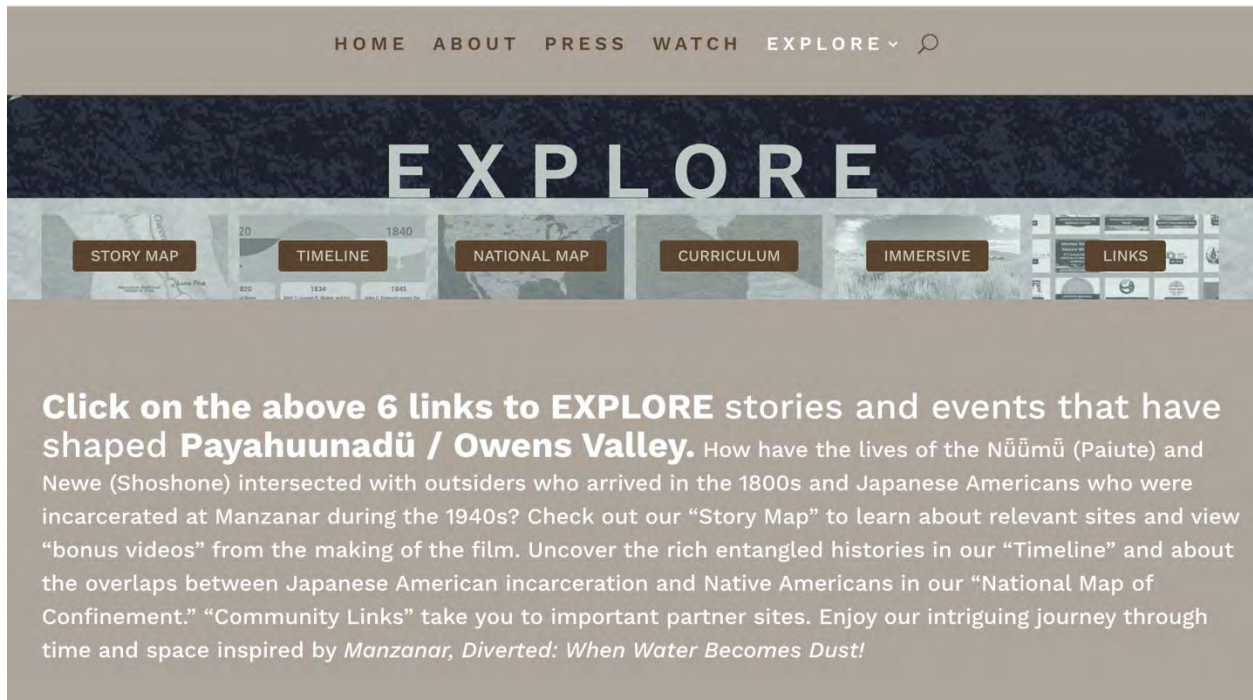 HOME ABOUT PRESS WATCH EXPLORE
EXPLORE
STORY MAP TIMELINE NATIONAL MAP CURRICULUM IMMERSIVE LINKS
20 1840
820 1834 1845
Click on the above 6 links to EXPLORE stories and events that have
shaped Payahuunadü / Owens Valley. How have the lives of the Nǖǖmǖ (Paiute) and
Newe (Shoshone) intersected with outsiders who arrived in the 1800s and Japanese Americans who were
incarcerated at Manzanar during the 1940s? Check out our “Story Map” to learn about relevant sites and view
“bonus videos” from the making of the film. Uncover the rich entangled histories in our “Timeline” and about
the overlaps between Japanese American incarceration and Native Americans in our “National Map of
Confinement.” “Community Links” take you to important partner sites. Enjoy our intriguing journey through
time and space inspired by Manzanar, Diverted: When Water Becomes Dust!